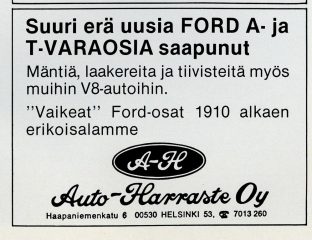 Suuri erä uusia FORD A- ja
T-VARAOSIA saapunut
Mäntiä, laakereita ja tiivisteitä myös
muihin V8-autoihin.
"Vaikeat" Ford-osat 1910 alkaen
erikoisalamme
A-H
Auto-Harraste Oy
Haapaniemenkatu 6 00530 HELSINKI 53, ☎ 7013 260